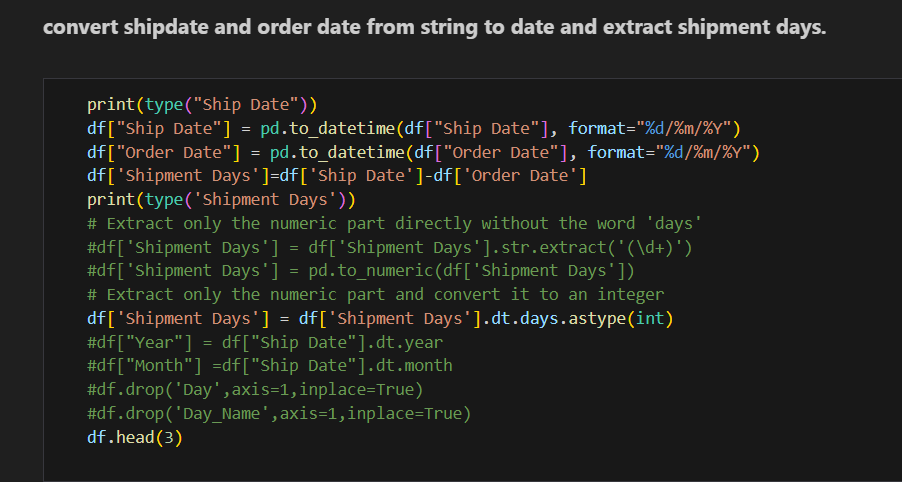 convert shipdate and order date from string to date and extract shipment days.
print(type("Ship Date"))
df["Ship Date"] = pd.to_datetime(df["Ship Date"], format="%d/%m/%Y")
df["Order Date"] = pd.to_datetime(df["Order Date"], format="%d/%m/%Y")
df['Shipment Days']=df['Ship Date']-df['Order Date']
print(type('Shipment Days'))
# Extract only the numeric part directly without the word 'days'
#df['Shipment Days'] = df['Shipment Days'].str.extract('(\d+)')
#df['Shipment Days'] = pd.to_numeric(df['Shipment Days'])
# Extract only the numeric part and convert it to an integer
df['Shipment Days'] = df['Shipment Days'].dt.days.astype(int)
#df["Year"] = df["Ship Date"].dt.year
#df["Month"] =df["Ship Date"].dt.month
#df.drop('Day',axis=1,inplace=True)
#df.drop('Day_Name',axis=1,inplace=True)
df.head(3)